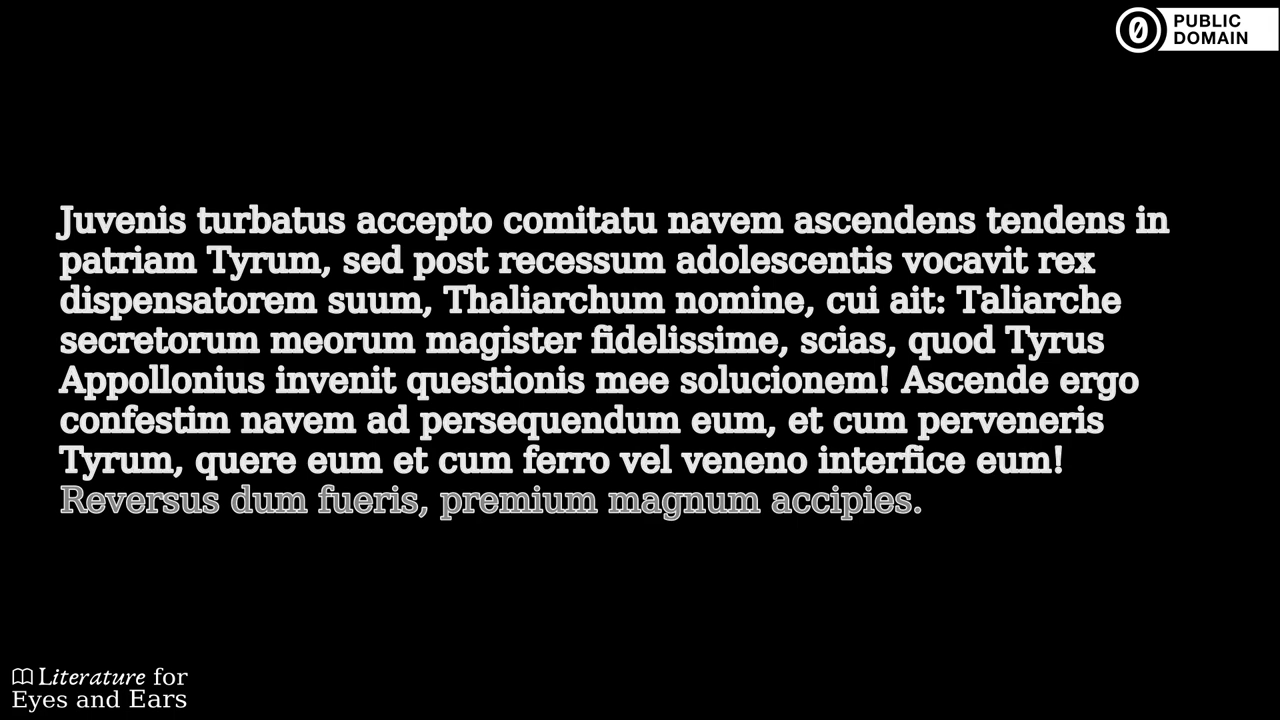 PUBLIC
DOMAIN
Juvenis turbatus accepto comitatu navem ascendens tendens in
patriam Tyrum, sed post recessum adolescentis vocavit rex
dispensatorem suum, Thaliarchum nomine, cui ait: Taliarche
secretorum meorum magister fidelissime, scias, quod Tyrus
Appollonius invenit questionis mee solucionem! Ascende ergo
confestim navem ad persequendum eum, et cum perveneris
Tyrum, quere eum et cum ferro vel veneno interfice eum!
Reversus dum fueris, premium magnum accipies.
Literature for
Eyes and Ears